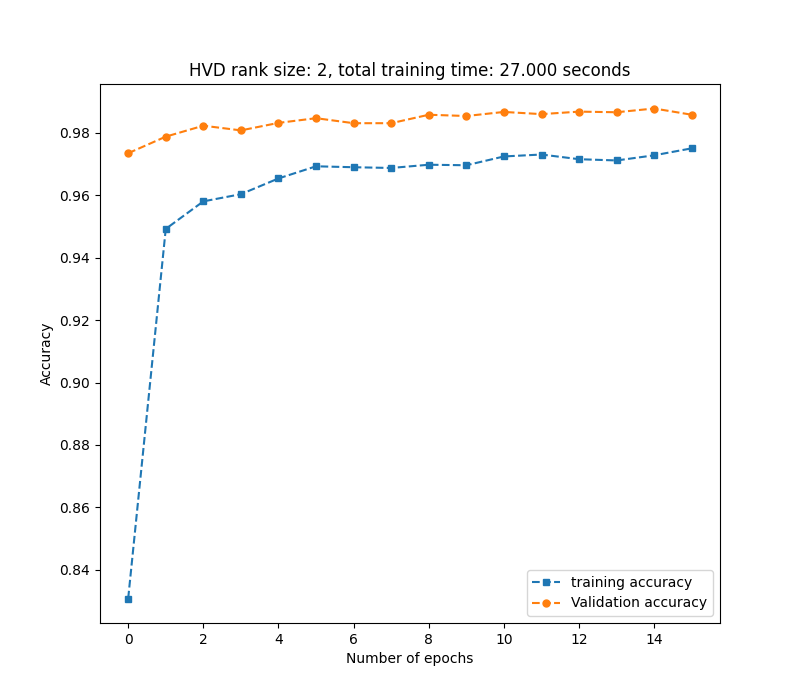 HVD rank size: 2, total training time: 27.000 seconds
Accuracy
0.98
0.96
0.94
0.92
0.90
0.88
0.86
0.84
training accuracy
Validation accuracy
0 2 4 6 8 10 12 14
Number of epochs